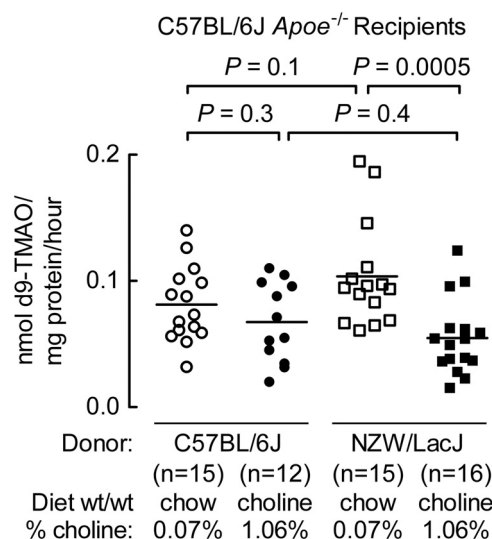 C57BL/6J Apoe-/- Recipients
P = 0.1 P = 0.0005
P = 0.3 P = 0.4
nmol d9-TMAO/
mg protein/hour
0.2
0.1
0.0
Donor: C57BL/6J NZW/LacJ
(n=15) (n=12) (n=15) (n=16)
Diet wt/wt chow choline chow choline
% choline: 0.07% 1.06% 0.07% 1.06%